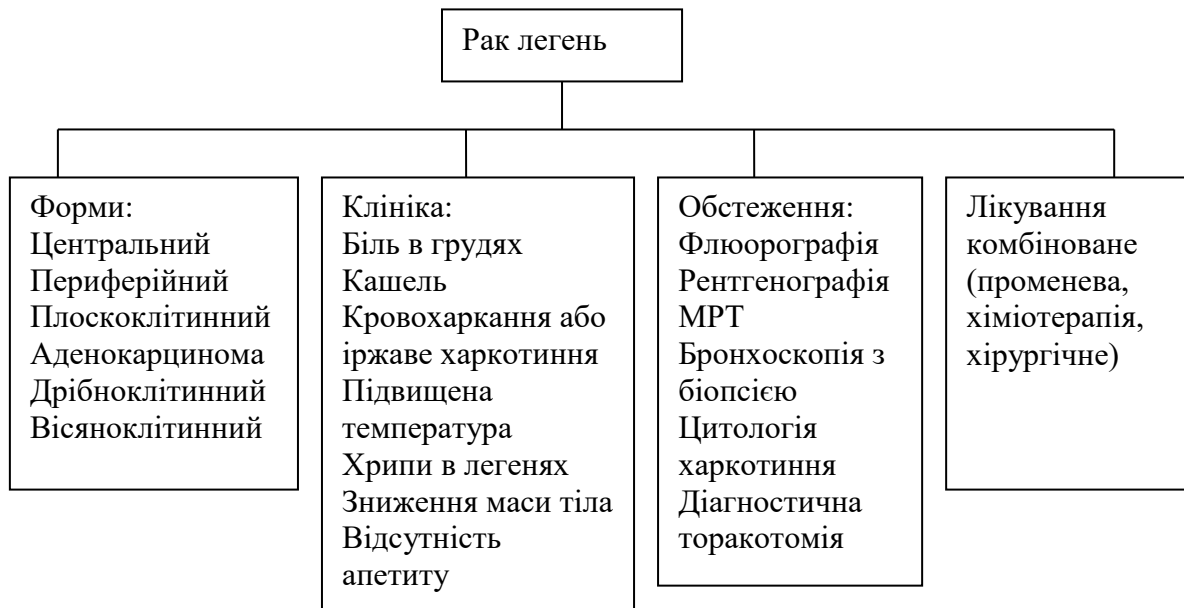 Рак легень
Форми:
Центральний
Периферійний
Плоскоклітинний
Аденокарцинома
Дрібноклітинний
Вісяноклітинний
Клініка:
Біль в грудях
Кашель
Кровохаркання або
іржаве харкотиння
Підвищена
температура
Хрипи в легенях
Зниження маси тіла
Відсутність
апетиту
Обстеження:
Флюорографія
Рентгенографія
МРТ
Бронхоскопія з
біопсією
Цитологія
харкотиння
Діагностична
торакотомія
Лікування
комбіноване
(променева,
хіміотерапія,
хірургічне)